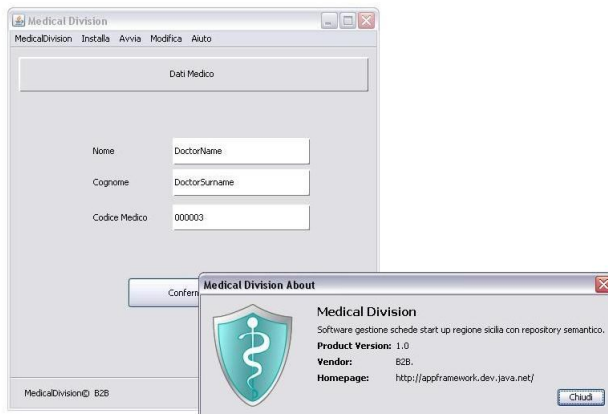 Medical Division
MedicalDivision Installa Avvia Modifica Aiuto
Dati Medico
Nome DoctorName
Cognome DoctorSurname
Codice Medico 000003
Medical Division About
Medical Division
Software gestione schede start up regione sicilia con repository semantico.
Product Version: 1.0
Vendor: B2B.
Homepage: http://appframework.dev.java.net/
Chiudi
MedicalDivision© B2B